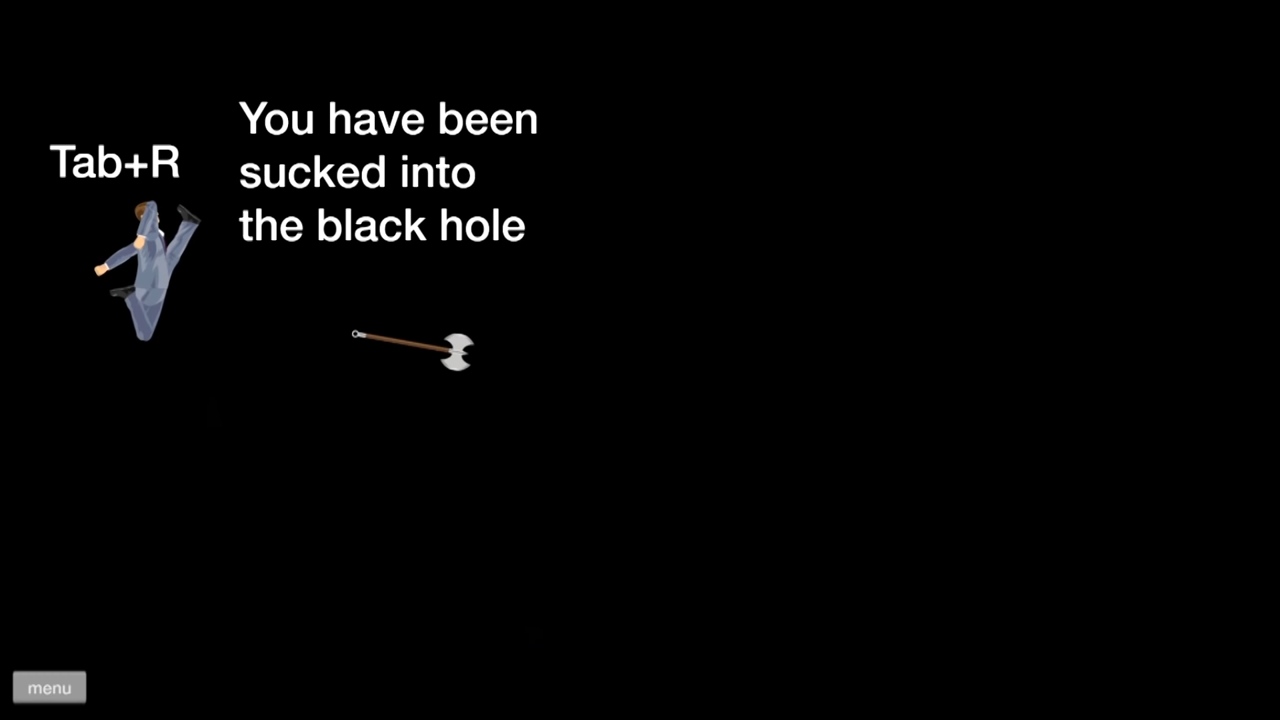 Tab+R
You have been
sucked into
the black hole
menu